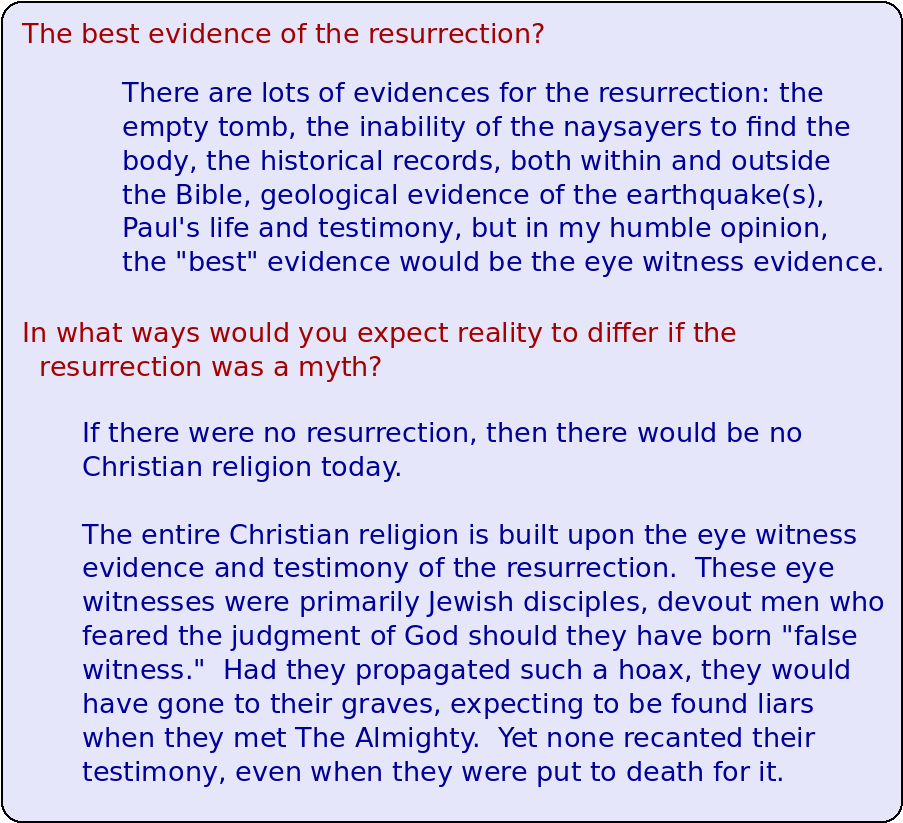 The best evidence of the resurrection?
There are lots of evidences for the resurrection: the
empty tomb, the inability of the naysayers to find the
body, the historical records, both within and outside
the Bible, geological evidence of the earthquake(s),
Paul's life and testimony, but in my humble opinion,
the "best" evidence would be the eye witness evidence.
In what ways would you expect reality to differ if the
resurrection was a myth?
If there were no resurrection, then there would be no
Christian religion today.
The entire Christian religion is built upon the eye witness
evidence and testimony of the resurrection.  These eye
witnesses were primarily Jewish disciples, devout men who
feared the judgment of God should they have born "false
witness."  Had they propagated such a hoax, they would
have gone to their graves, expecting to be found liars
when they met The Almighty.  Yet none recanted their
testimony, even when they were put to death for it.